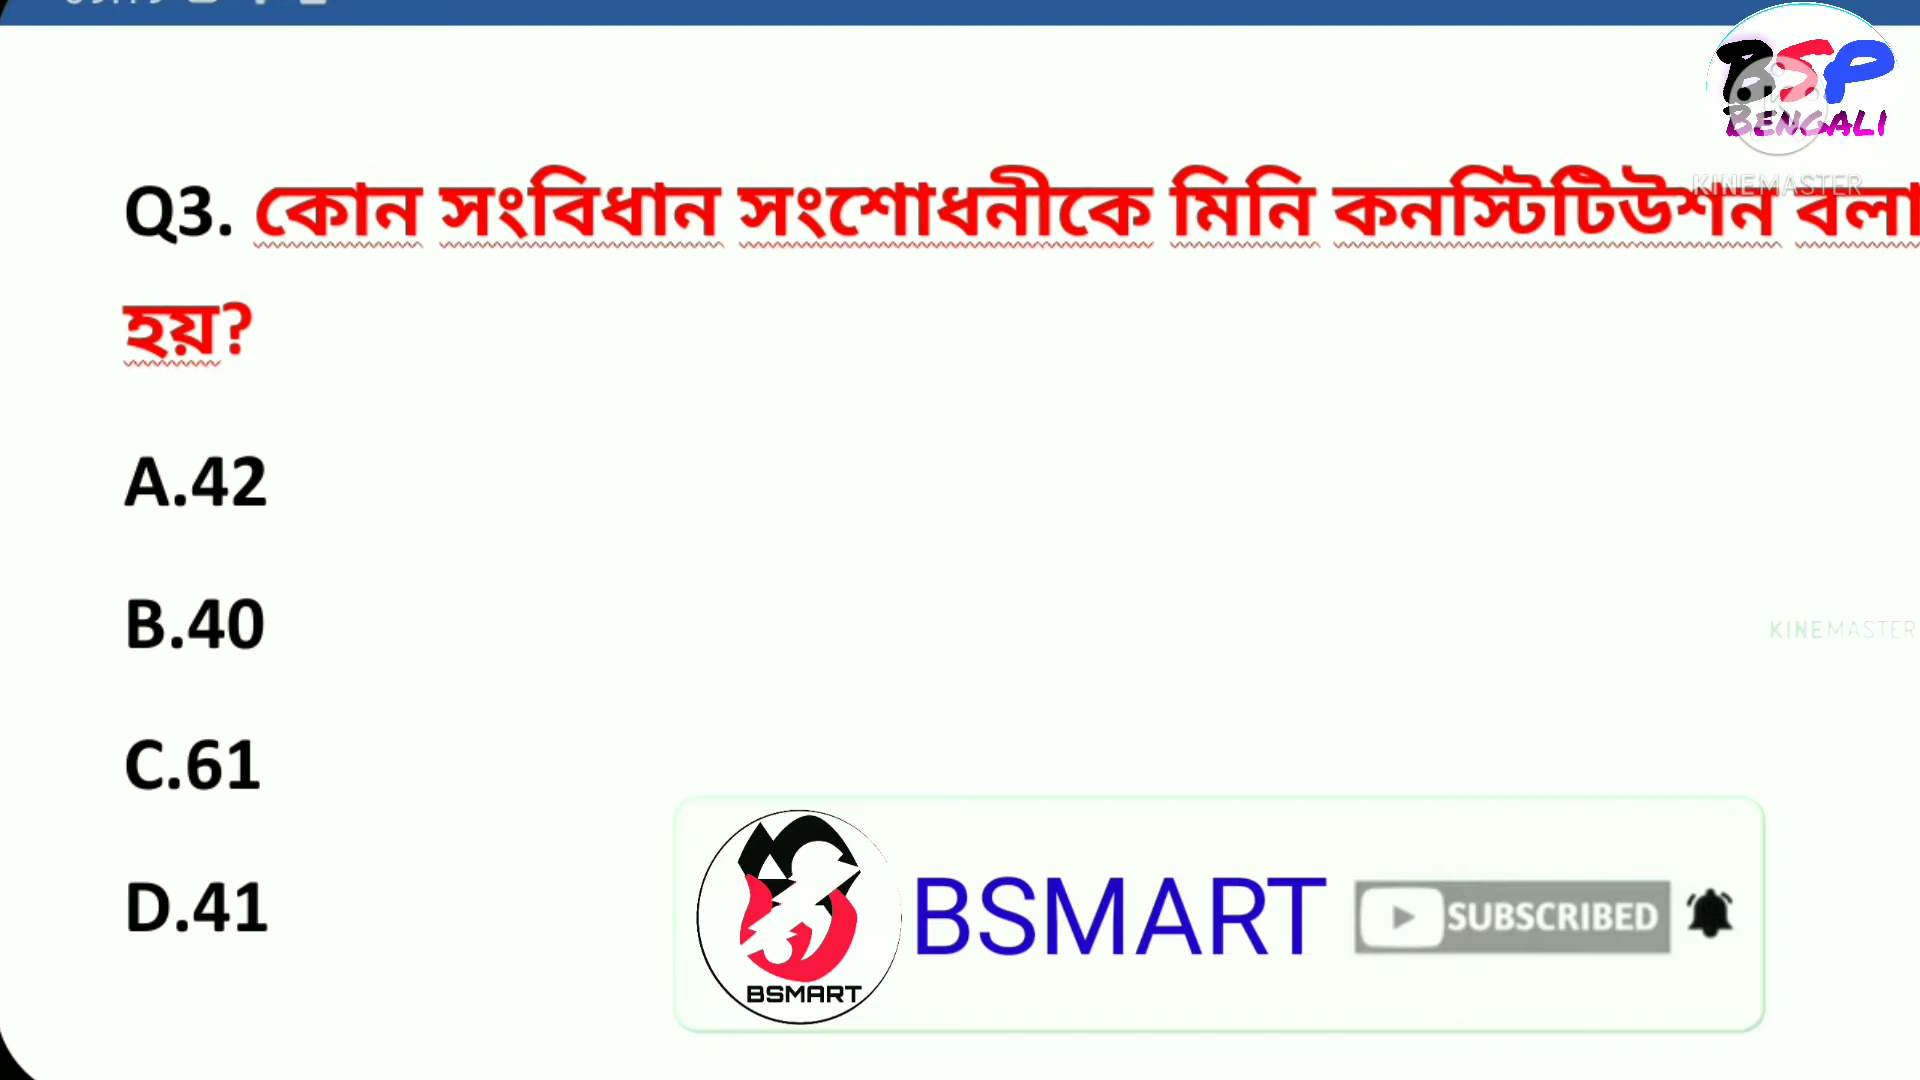 BSP
BENGALI
KINEMASTER
Q3. কোন সংবিধান সংশোধনীকে মিনি কনস্টিটিউশন বলা
হয়?
A.42
B.40
KINEMASTER
C.61
D.41
BSMART
BSMART
SUBSCRIBED